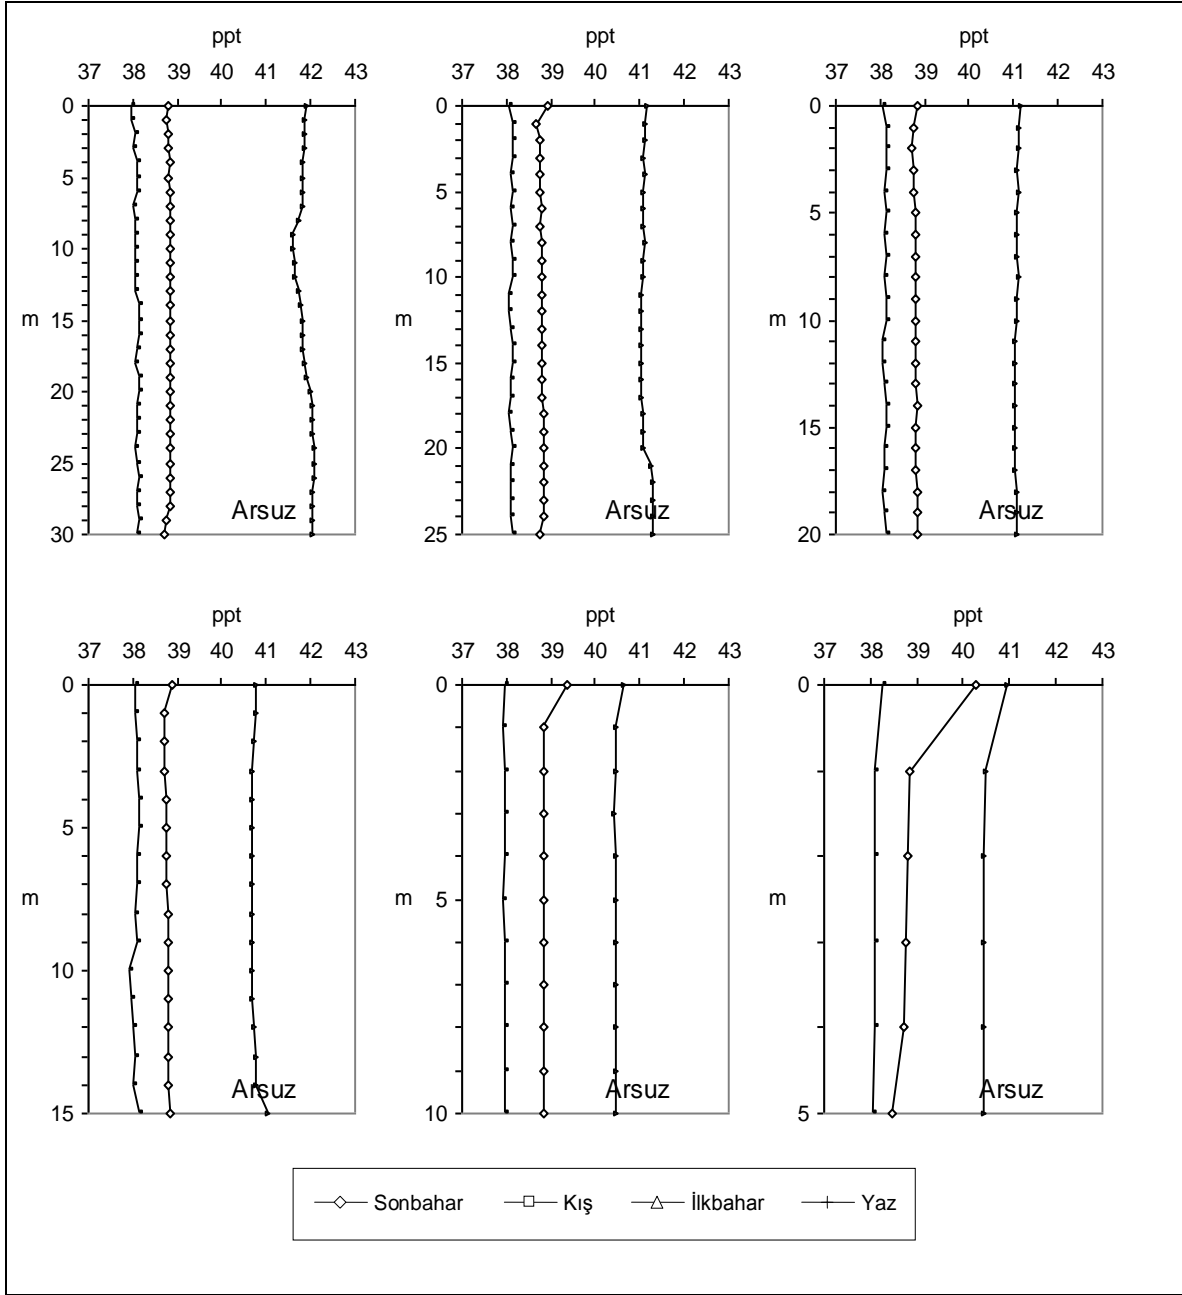 ppt ppt ppt
37 38 39 40 41 42 43 37 38 39 40 41 42 43 37 38 39 40 41 42 43
0 0 0
5 5
10 5
10
m 15 m m 10
15
20
20 15
25
Arsuz Arsuz Arsuz
30 25 20
ppt ppt ppt
37 38 39 40 41 42 43 37 38 39 40 41 42 43 37 38 39 40 41 42 43
0 0 0
5
m m 5 m
10
Arsuz Arsuz Arsuz
15 10 5
Sonbahar Kış İlkbahar Yaz